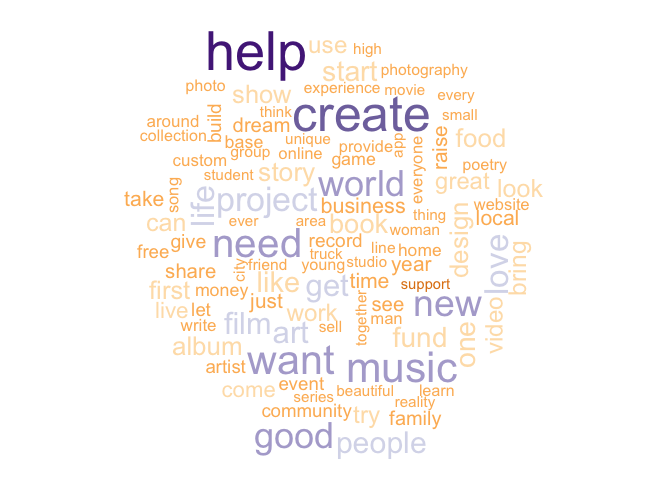 help use high
start photography
photo experience movie every
show
think create small
around build
collection
dream unique provide app raise food
base
group online game everyone poetry
custom
student story world great look
take song life project business book thing website
can ever area woman design local
need record line home love bring
free give truck
city friend young studio year
share like get time support
first money just
live let work see new video
write film art sell together man fund one
album
artist want music
come event beautiful learn
series reality
community try family
good people